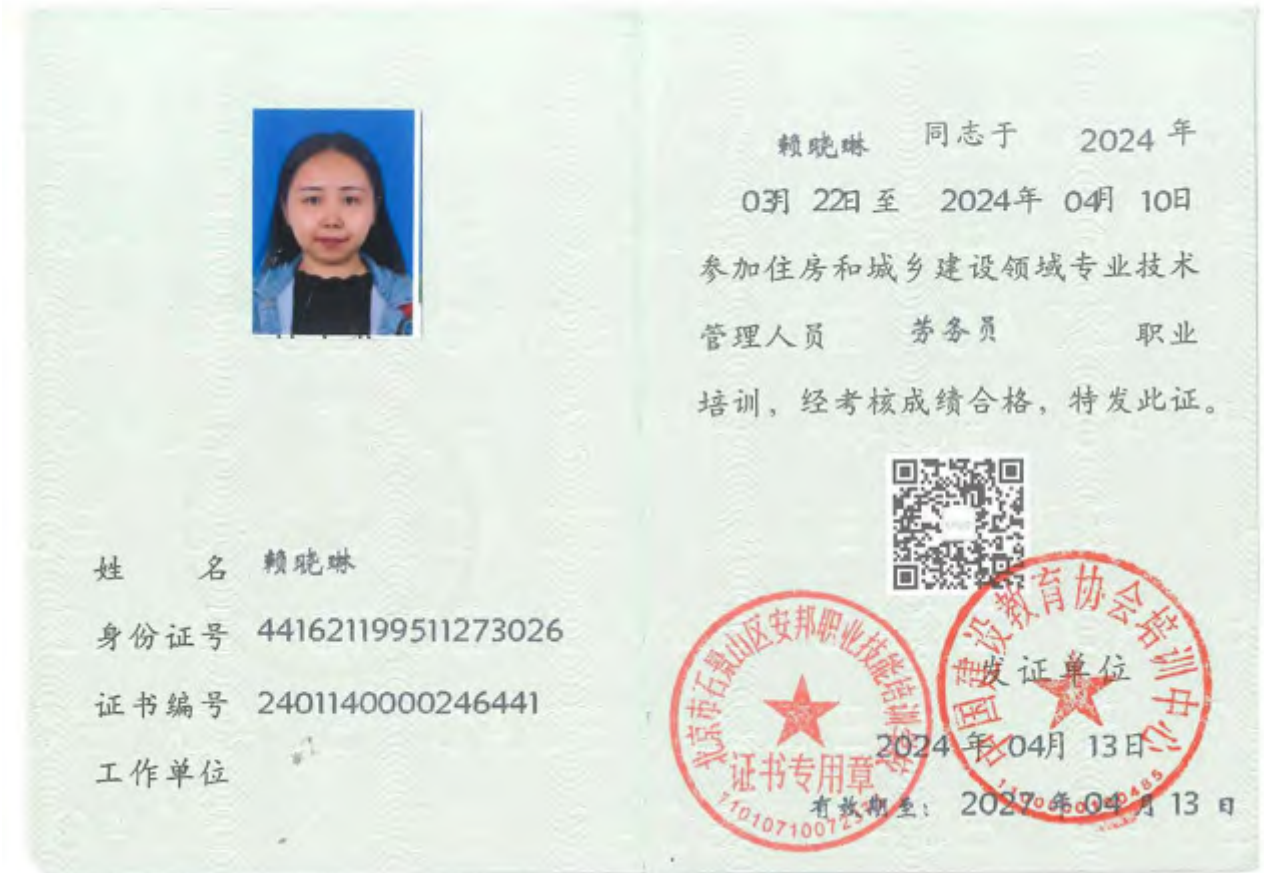 姓 名 赖晓琳
身份证号 441621199511273026
证书编号 2401140000246441
工作单位
赖晓琳 同志于 2024 年
03月 22日 至 2024年 04月 10日
参加住房和城乡建设领域专业技术
管理人员 劳务员 职业
培训，经考核成绩合格，特发此证。
北京市石景山区安邦职业技能培训学校
证书专用章
中国建设教育协会培训中心
发证单位
2024 年 04月 13日
有效期至： 2027 年 04 月 13 日